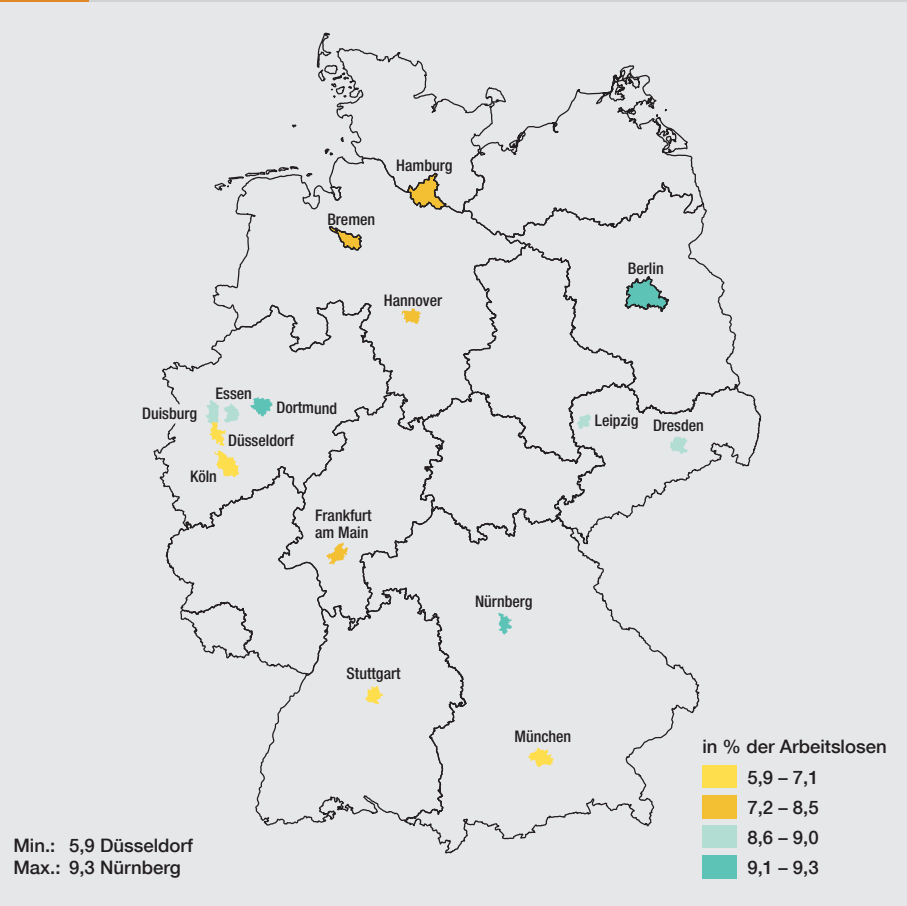 Hamburg
Bremen
Berlin
Hannover
Essen
Duisburg
Dortmund
Leipzig
Dresden
Düsseldorf
Köln
Frankfurt
am Main
Nürnberg
Stuttgart
München
in % der Arbeitslosen
5,9 – 7,1
7,2 – 8,5
8,6 – 9,0
9,1 – 9,3
Min.: 5,9 Düsseldorf
Max.: 9,3 Nürnberg